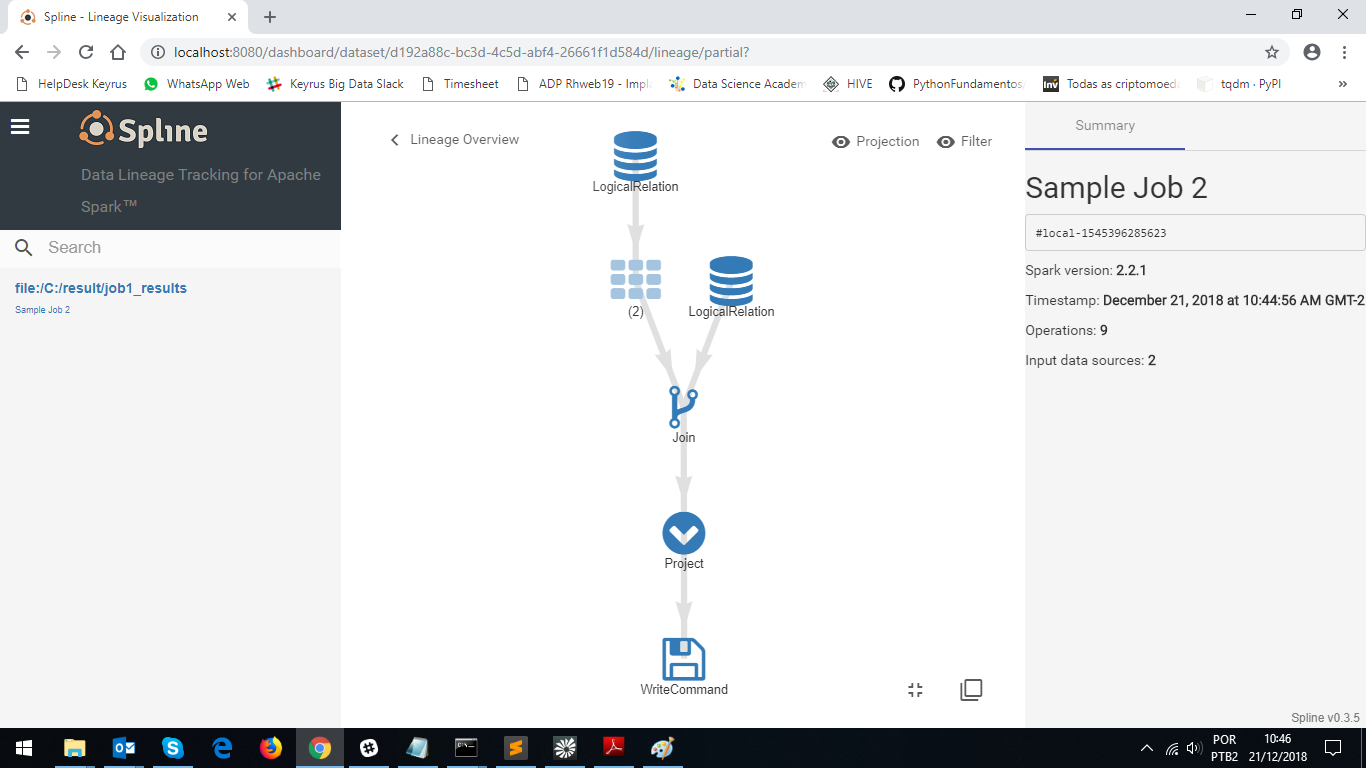 Spline - Lineage Visualization
localhost:8080/dashboard/dataset/d192a88c-bc3d-4c5d-abf4-26661f1d584d/lineage/partial?
HelpDesk Keyrus
WhatsApp Web
Keyrus Big Data Slack
Timesheet
ADP Rhweb19 - Impl
Data Science Academ
HIVE
PythonFundamentos
Inv
Todas as criptomoed
tqdm · PyPI
»
Spline
Data Lineage Tracking for Apache
Spark™
Search
file:/C:/result/job1_results
Sample Job 2
Lineage Overview
Projection
Filter
LogicalRelation
(2)
LogicalRelation
Join
Project
WriteCommand
Summary
Sample Job 2
#local-1545396285623
Spark version: 2.2.1
Timestamp: December 21, 2018 at 10:44:56 AM GMT-2
Operations: 9
Input data sources: 2
Spline v0.3.5
POR
PTB2
10:46
21/12/2018